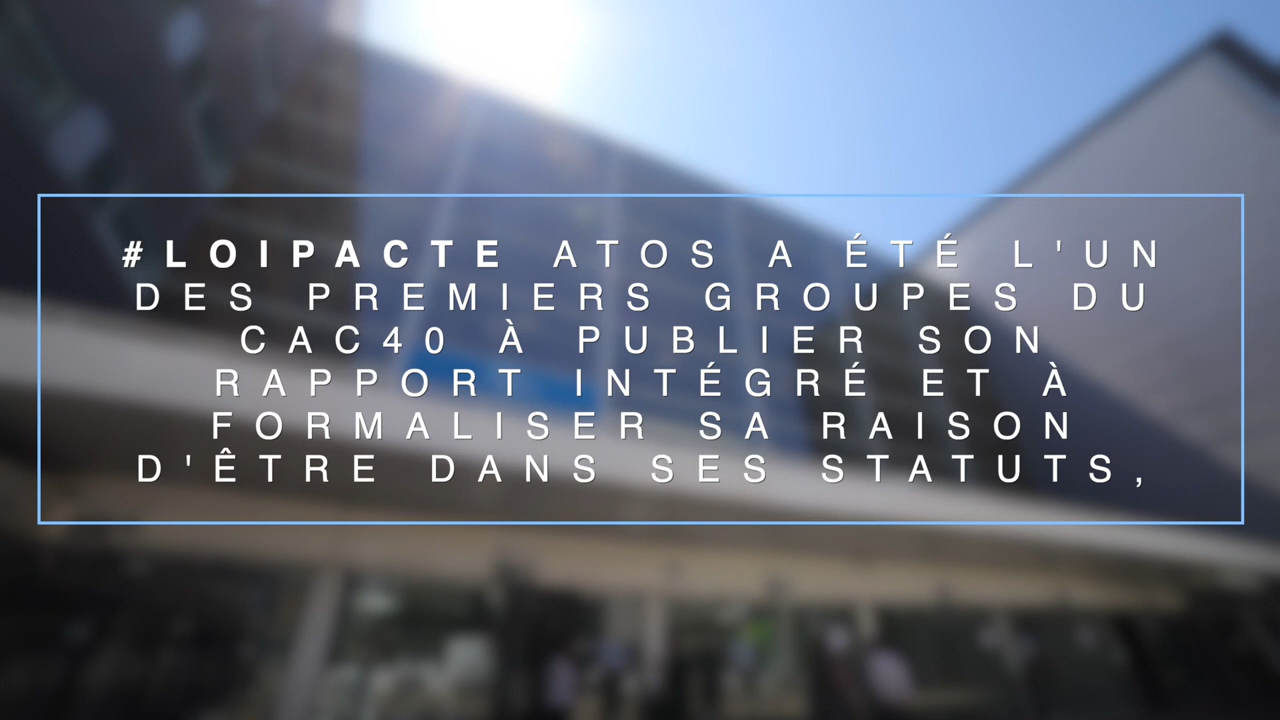 #LOIPACTE ATOS A ÉTÉ L'UN
DES PREMIERS GROUPES DU
CAC40 À PUBLIER SON
RAPPORT INTÉGRÉ ET À
FORMALISER SA RAISON
D'ÊTRE DANS SES STATUTS,